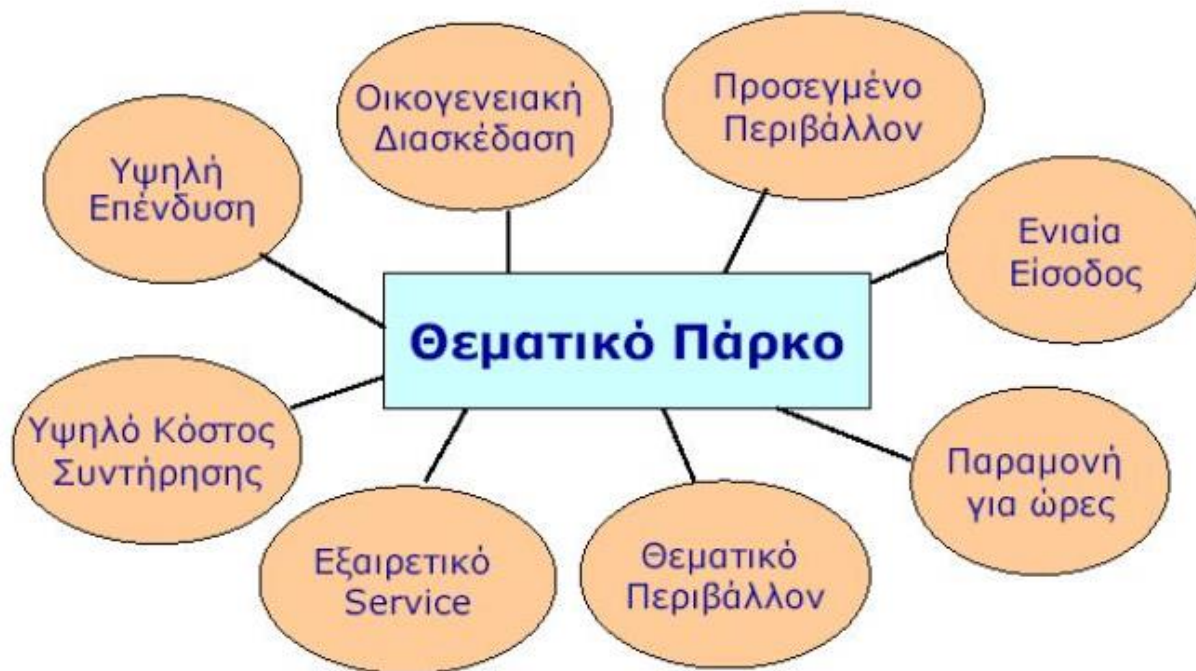 Οικογενειακή
Διασκέδαση
Προσεγμένο
Περιβάλλον
Υψηλή
Επένδυση
Ενιαία
Είσοδος
Θεματικό Πάρκο
Υψηλό Κόστος
Συντήρησης
Παραμονή
για ώρες
Εξαιρετικό
Service
Θεματικό
Περιβάλλον